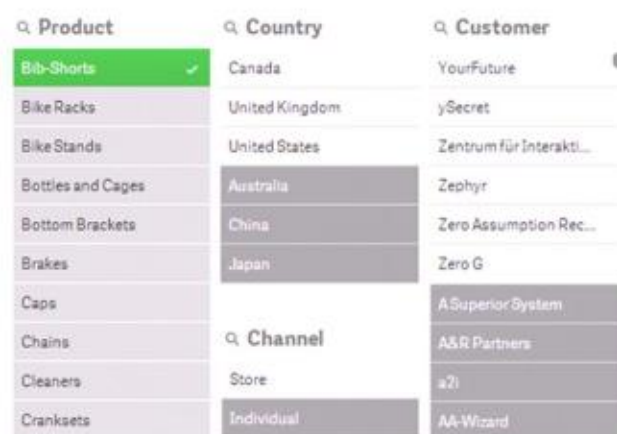 Product
Bib-Shorts
Bike Racks
Bike Stands
Bottles and Cages
Bottom Brackets
Brakes
Caps
Chains
Cleaners
Cranksets
Country
Canada
United Kingdom
United States
Australia
China
Japan
Channel
Store
Individual
Customer
YourFuture
ySecret
Zentrum für Interakti...
Zephyr
Zero Assumption Rec...
Zero G
A Superior System
A&R Partners
a2i
AA-Wizard